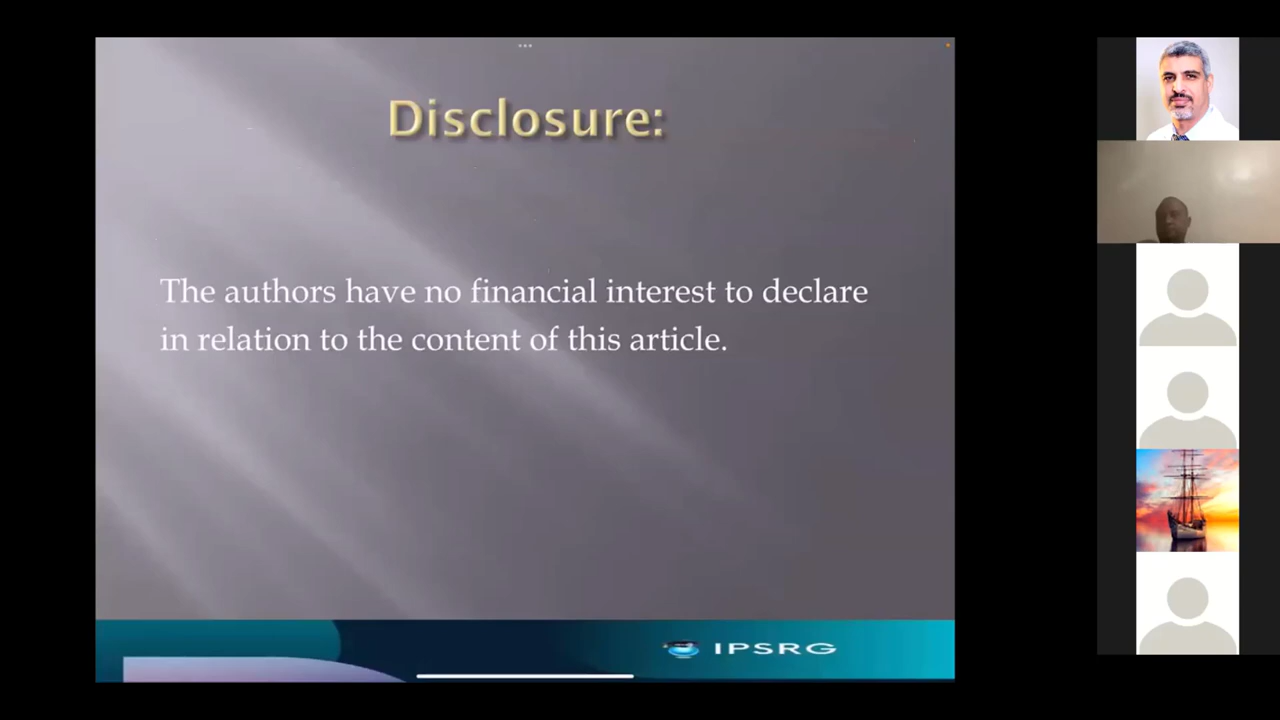 Disclosure:
The authors have no financial interest to declare
in relation to the content of this article.
IPSRG